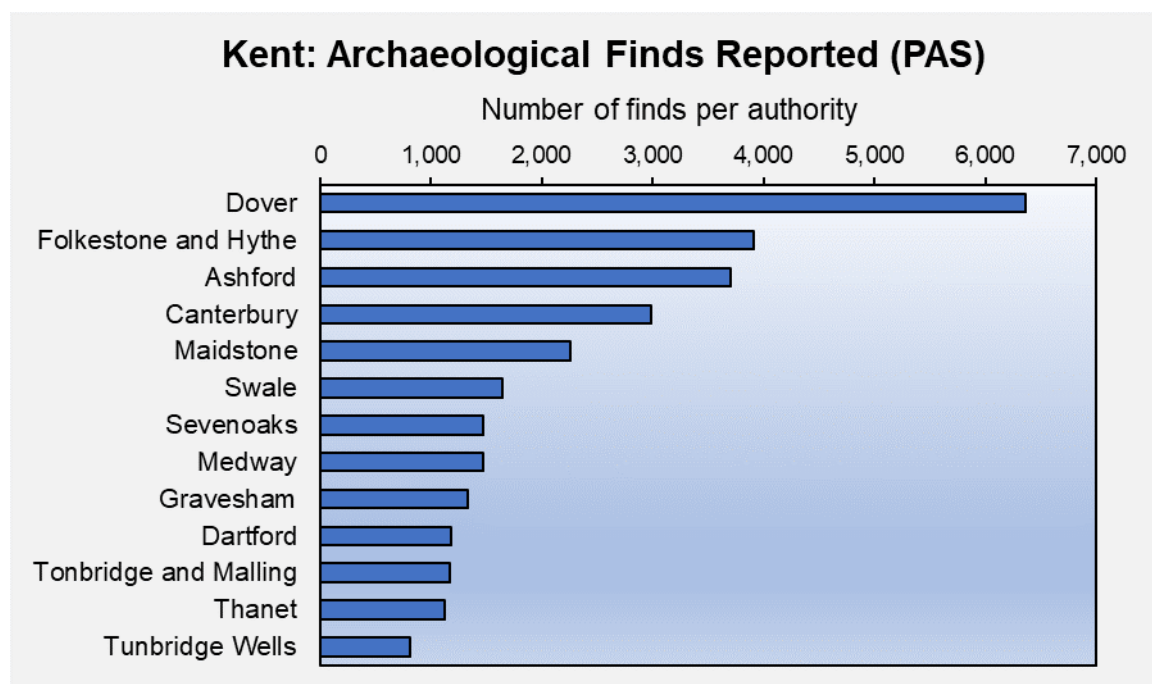 Kent: Archaeological Finds Reported (PAS)
Number of finds per authority
0 1,000 2,000 3,000 4,000 5,000 6,000 7,000
Dover
Folkestone and Hythe
Ashford
Canterbury
Maidstone
Swale
Sevenoaks
Medway
Gravesham
Dartford
Tonbridge and Malling
Thanet
Tunbridge Wells